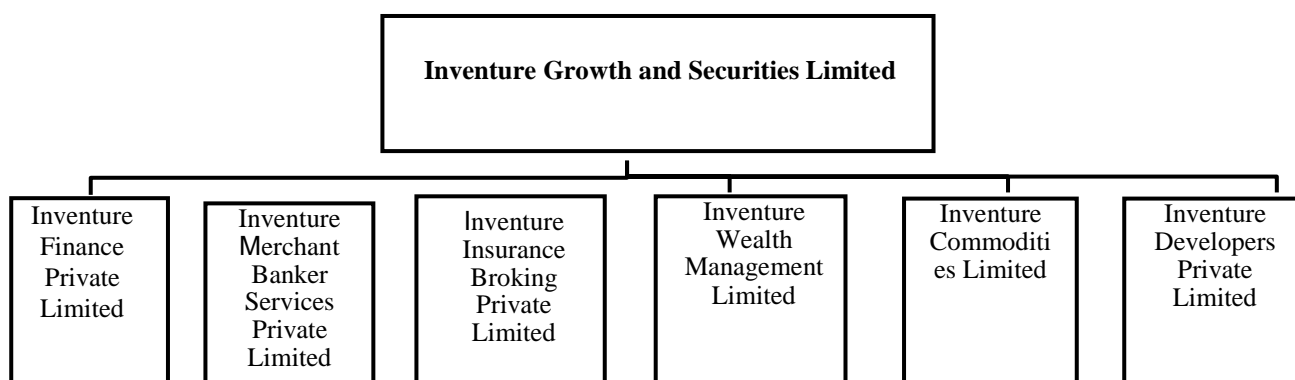 Inventure Growth and Securities Limited
Inventure
Finance
Private
Limited
Inventure
Merchant
Banker
Services
Private
Limited
Inventure
Insurance
Broking
Private
Limited
Inventure
Wealth
Management
Limited
Inventure
Commoditi
es Limited
Inventure
Developers
Private
Limited